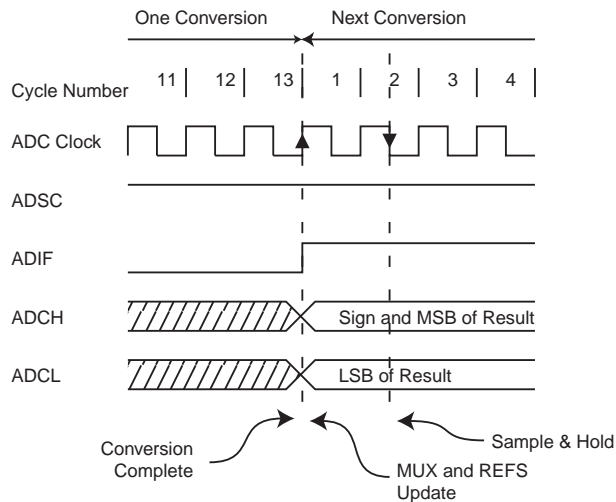 One Conversion Next Conversion
Cycle Number 11 12 13 1 2 3 4
ADC Clock
ADSC
ADIF
ADCH Sign and MSB of Result
ADCL LSB of Result
Conversion
Complete
MUX and REFS
Update
Sample & Hold